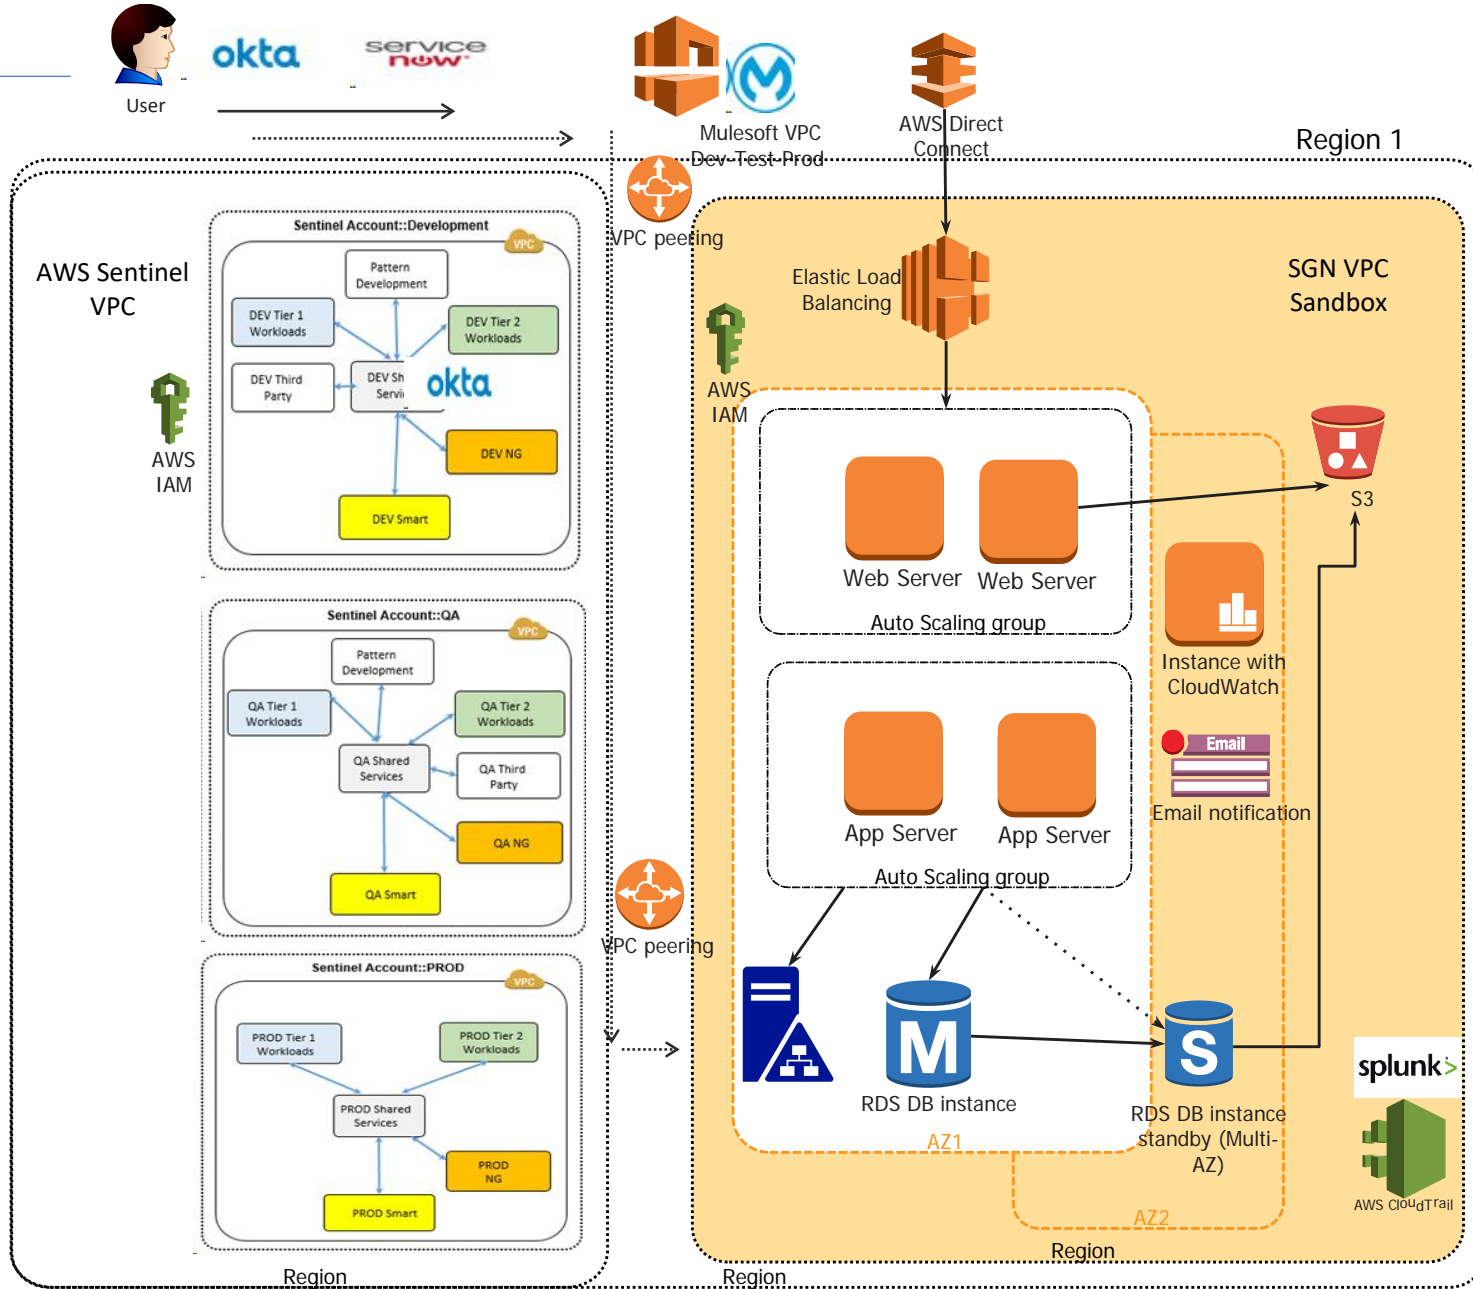 okta
service
now
User
Mulesoft VPC
Dev-Test-Prod
AWS Direct
Connect
Region 1
VPC peering
AWS Sentinel
VPC
AWS
IAM
Sentinel Account::Development
VPC
Pattern
Development
DEV Tier 1
Workloads
DEV Tier 2
Workloads
DEV Third
Party
DEV Sh
Servi
okta
DEV NG
DEV Smart
Sentinel Account::QA
VPC
Pattern
Development
QA Tier 1
Workloads
QA Tier 2
Workloads
QA Shared
Services
QA Third
Party
QA NG
QA Smart
Sentinel Account::PROD
VPC
PROD Tier 1
Workloads
PROD Tier 2
Workloads
PROD Shared
Services
PROD
NG
PROD Smart
Region
VPC peering
Elastic Load
Balancing
SGN VPC
Sandbox
AWS
IAM
Web Server
Web Server
Auto Scaling group
S3
Instance with
CloudWatch
Email
Email notification
App Server
App Server
Auto Scaling group
M
RDS DB instance
S
RDS DB instance
standby (Multi-
AZ)
AZ1
AZ2
splunk>
AWS CloudTrail
Region
Region